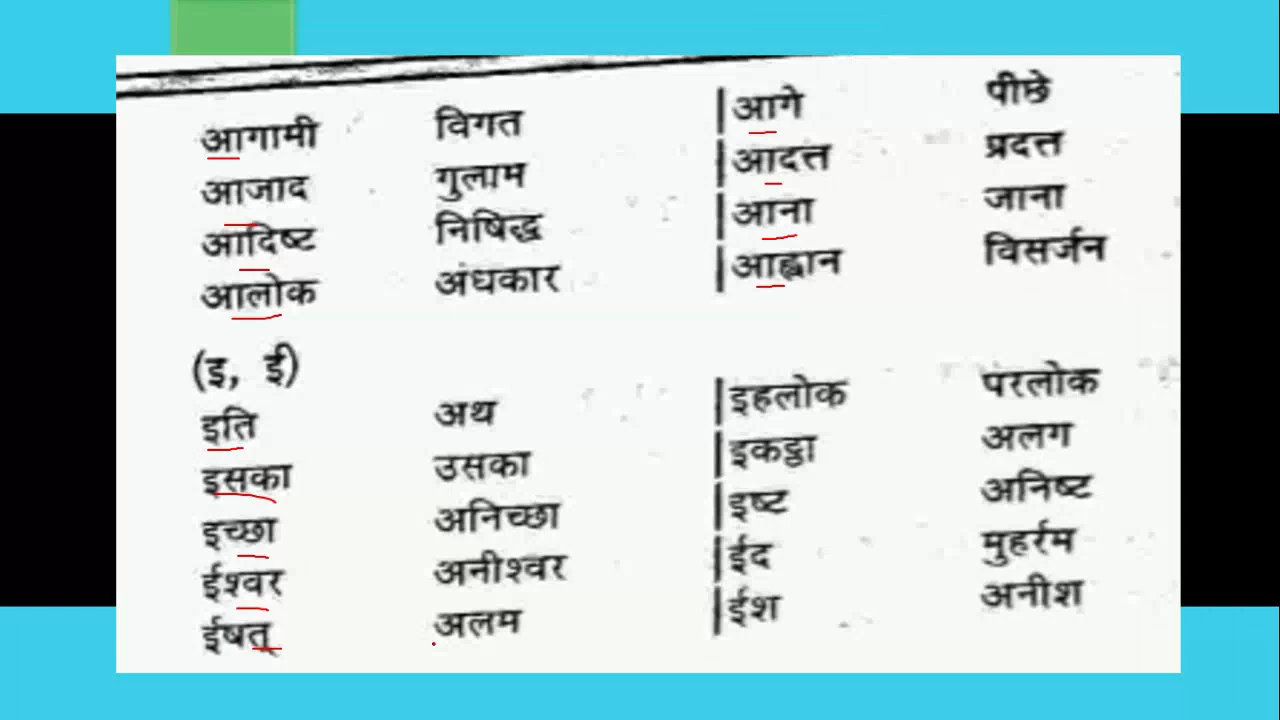 आगामी विगत | आगे पीछे
आजाद गुलाम | आदत्त प्रदत्त
आदिष्ट निषिद्ध | आना जाना
आलोक अंधकार | आह्वान विसर्जन
(इ, ई)
इति अथ | इहलोक परलोक
इसका उसका | इकट्ठा अलग
इच्छा अनिच्छा | इष्ट अनिष्ट
ईश्वर अनीश्वर | ईद मुहर्रम
ईषत् अलम | ईश अनीश